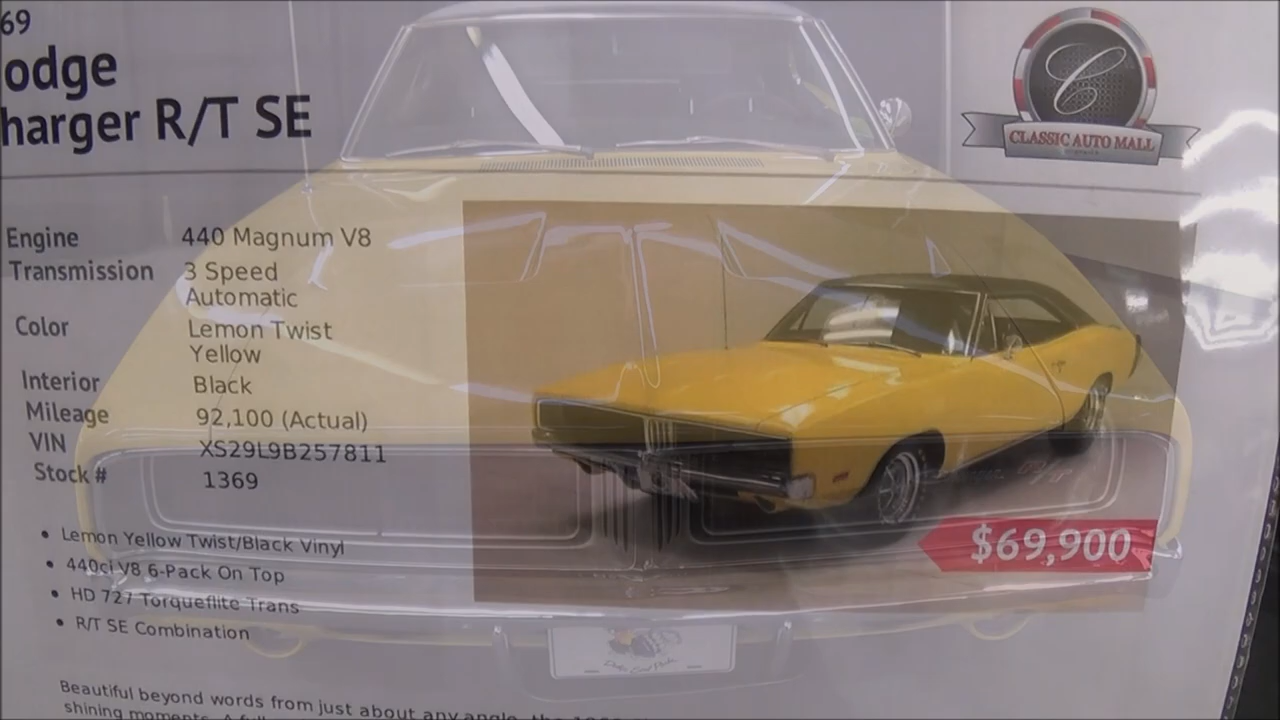 69
odge
harger R/T SE
CLASSIC AUTO MALL
Engine 440 Magnum V8
Transmission 3 Speed
Automatic
Color Lemon Twist
Yellow
Interior Black
Mileage 92,100 (Actual)
VIN XS29L9B257811
Stock # 1369
$69,900
• Lemon Yellow Twist/Black Vinyl
• 440ci V8 6-Pack On Top
• HD 727 Torqueflite Trans
• R/T SE Combination
Beautiful beyond words from just about any angle, the
shining moments. A